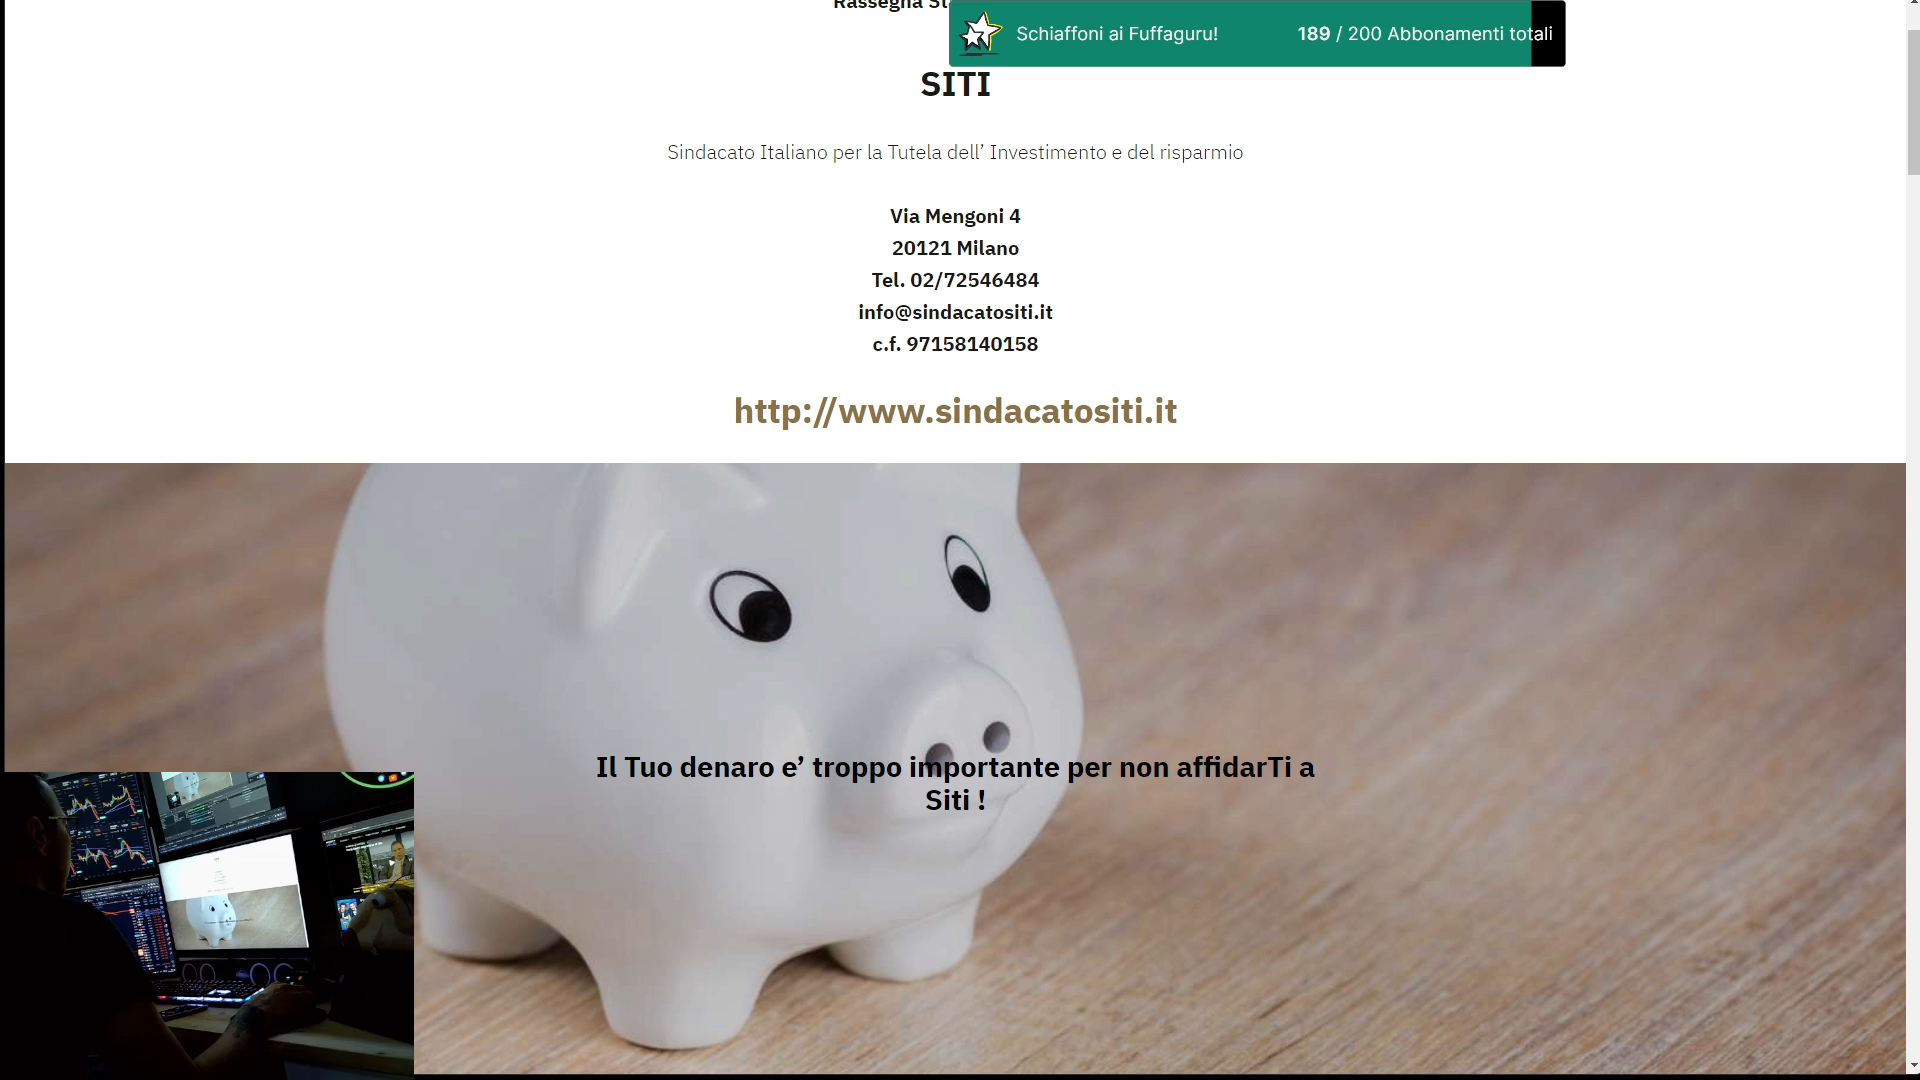 Rassegna St
Schiaffoni ai Fuffaguru!
189 / 200 Abbonamenti totali
SITI
Sindacato Italiano per la Tutela dell’ Investimento e del risparmio
Via Mengoni 4
20121 Milano
Tel. 02/72546484
info@sindacatositi.it
c.f. 97158140158
http://www.sindacatositi.it
Il Tuo denaro e’ troppo importante per non affidarTi a
Siti !